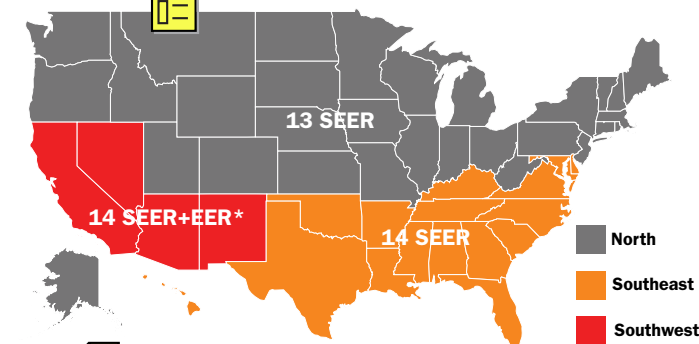 13 SEER
14 SEER+EER*
14 SEER
North
Southeast
Southwest